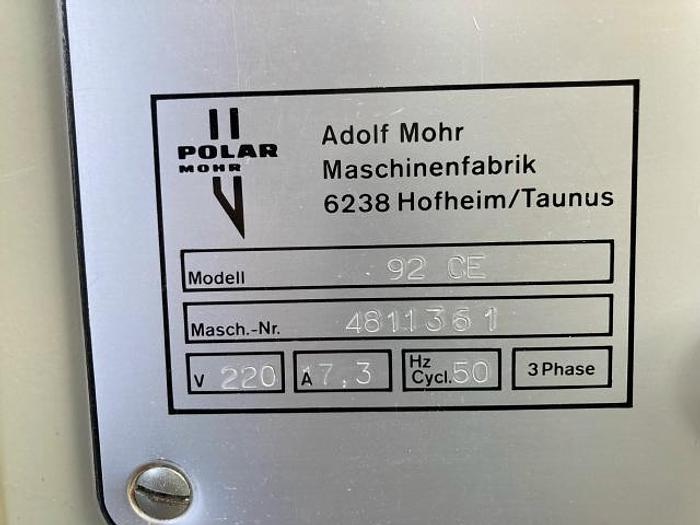 POLAR
MOHR
Adolf Mohr
Maschinenfabrik
6238 Hofheim/Taunus
Modell 92 CE
Masch.-Nr. 4811361
V 220 A 17,3 Hz Cycl. 50 3 Phase